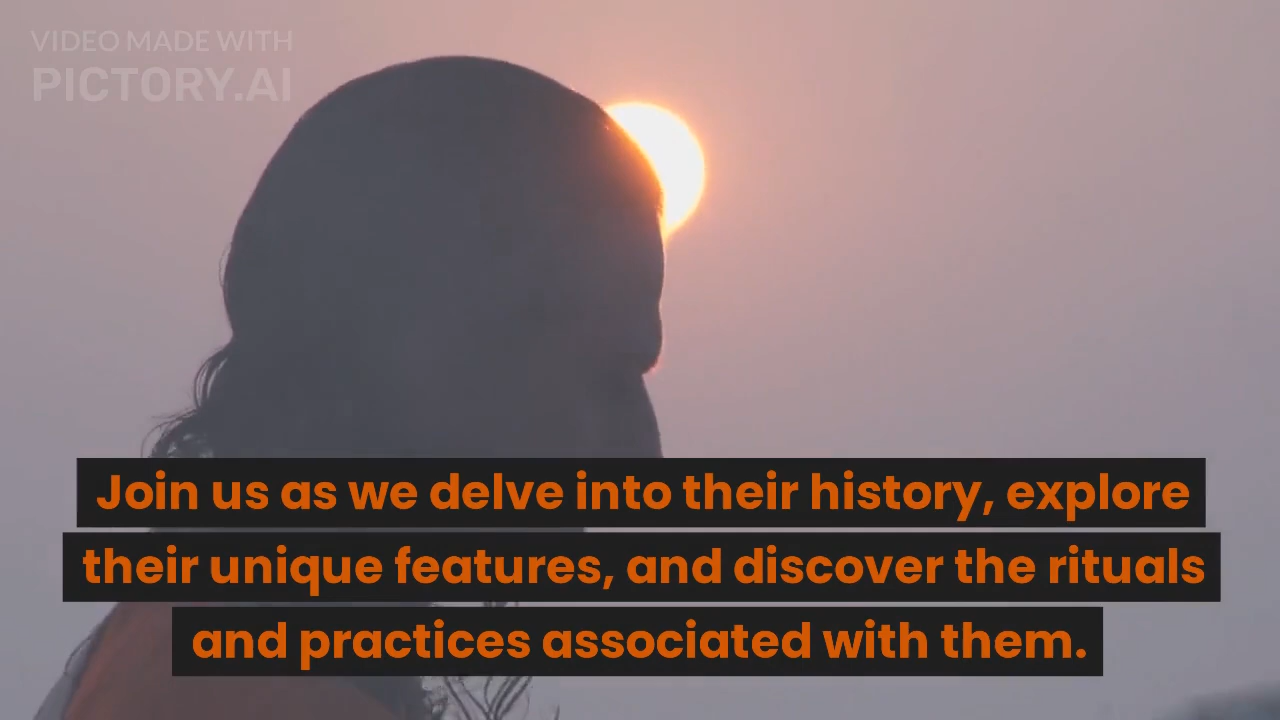 VIDEO MADE WITH
PICTORY.AI
Join us as we delve into their history, explore
their unique features, and discover the rituals
and practices associated with them.